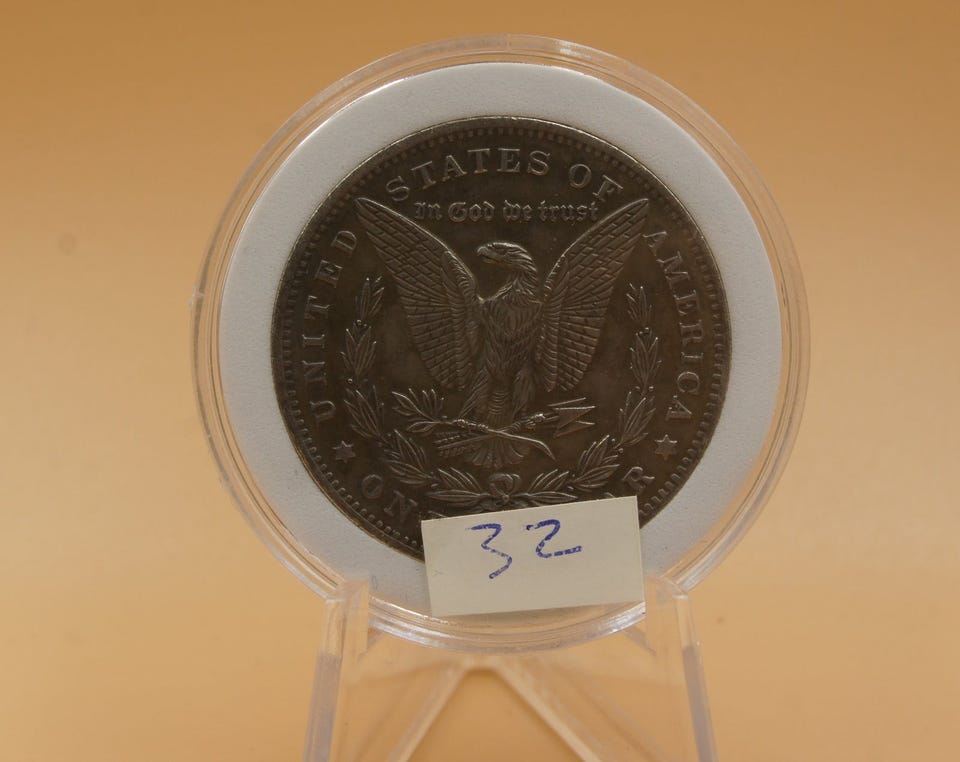 UNITED STATES OF AMERICA
In God we trust
32